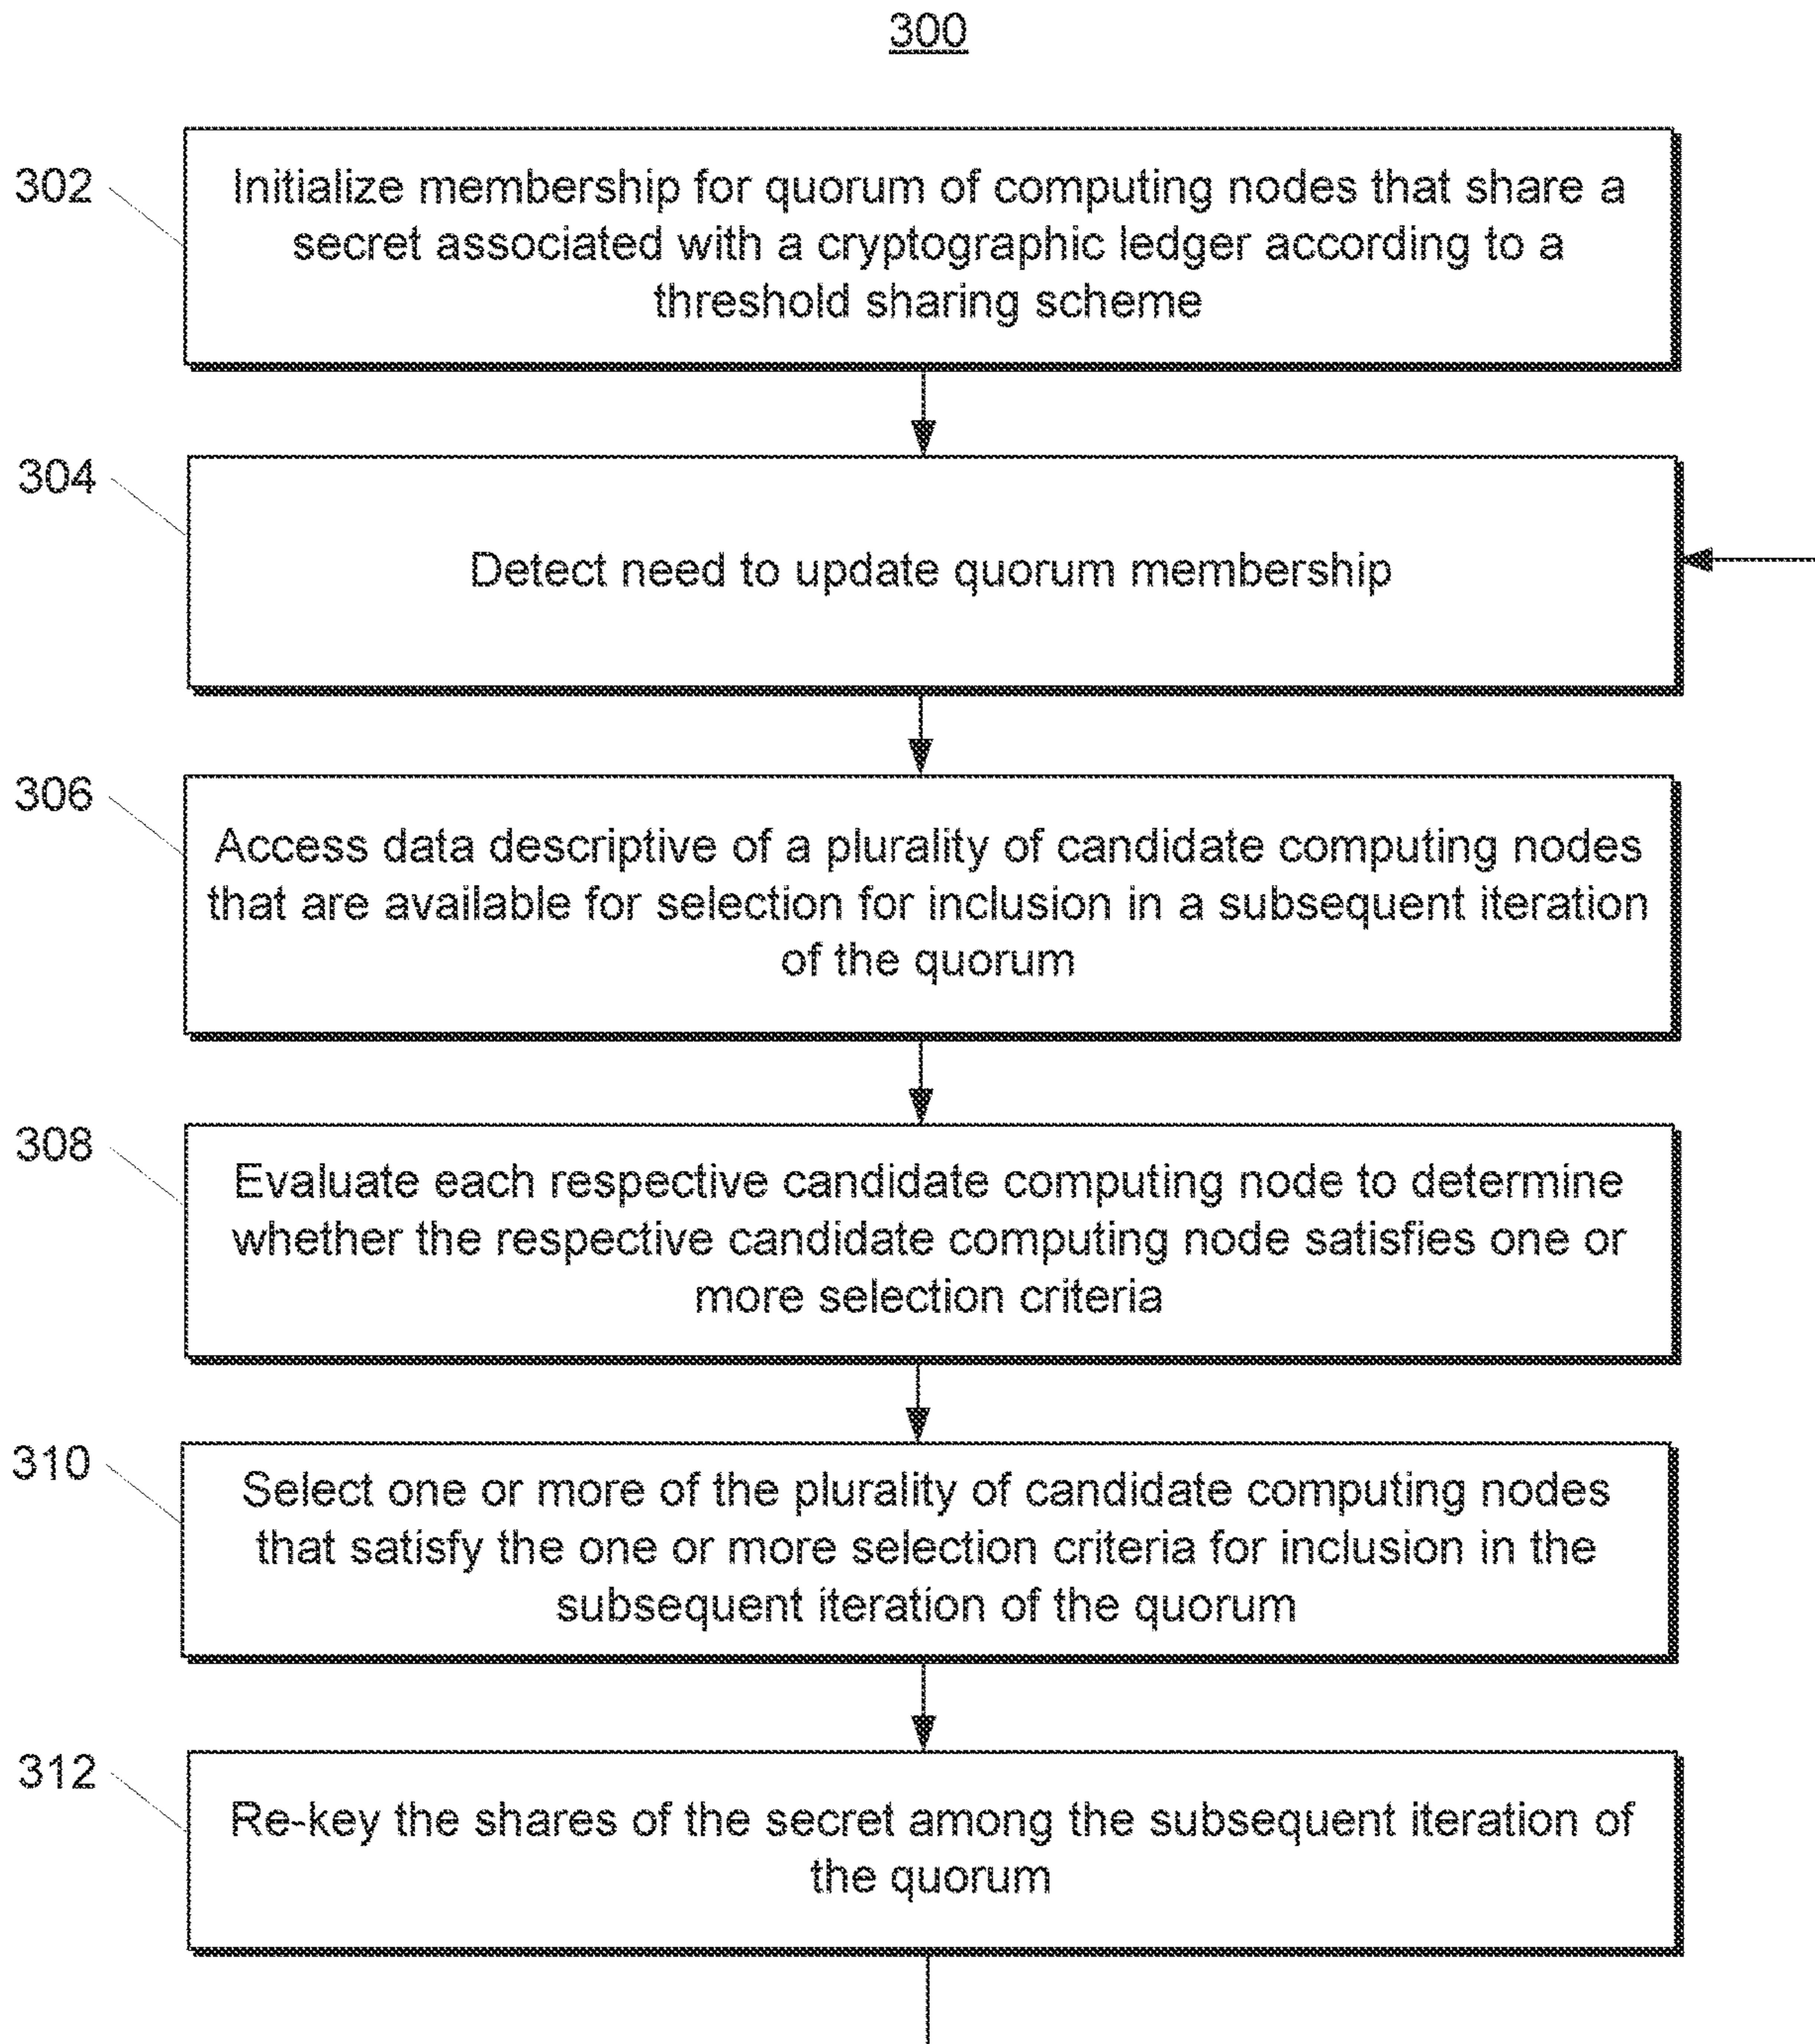 300
302
Initialize membership for quorum of computing nodes that share a
secret associated with a cryptographic ledger according to a
threshold sharing scheme
304
Detect need to update quorum membership
306
Access data descriptive of a plurality of candidate computing nodes
that are available for selection for inclusion in a subsequent iteration
of the quorum
308
Evaluate each respective candidate computing node to determine
whether the respective candidate computing node satisfies one or
more selection criteria
310
Select one or more of the plurality of candidate computing nodes
that satisfy the one or more selection criteria for inclusion in the
subsequent iteration of the quorum
312
Re-key the shares of the secret among the subsequent iteration of
the quorum